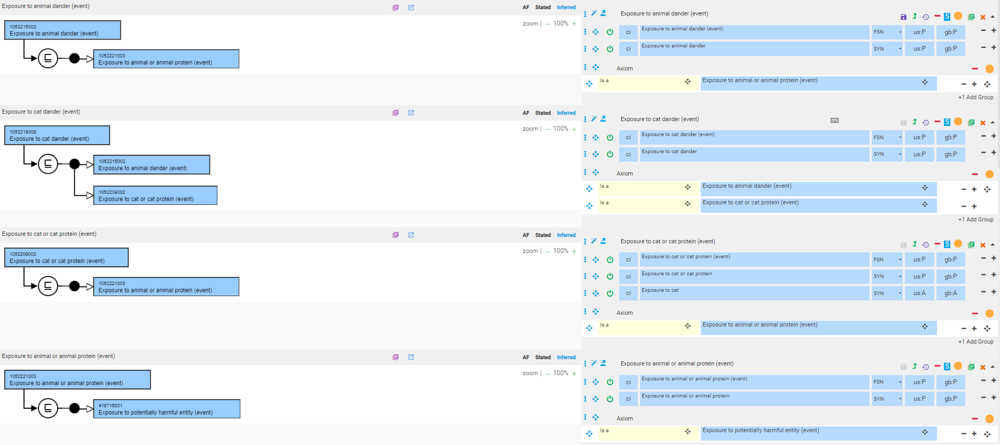 Exposure to animal dander (event)
AF Stated Inferred
zoom | − 100% +
1052215002
Exposure to animal dander (event)
⊑
1052221003
Exposure to animal or animal protein (event)
Exposure to animal dander (event)
S
ci Exposure to animal dander (event) FSN us:P gb:P
ci Exposure to animal dander SYN us:P gb:P
Axiom
Is a Exposure to animal or animal protein (event)
+1 Add Group
Exposure to cat dander (event)
AF Stated Inferred
zoom | − 100% +
1052219008
Exposure to cat dander (event)
⊑
1052215002
Exposure to animal dander (event)
1052209002
Exposure to cat or cat protein (event)
Exposure to cat dander (event)
S
ci Exposure to cat dander (event) FSN us:P gb:P
ci Exposure to cat dander SYN us:P gb:P
Axiom
Is a Exposure to animal dander (event)
Is a Exposure to cat or cat protein (event)
+1 Add Group
Exposure to cat or cat protein (event)
AF Stated Inferred
zoom | − 100% +
1052209002
Exposure to cat or cat protein (event)
⊑
1052221003
Exposure to animal or animal protein (event)
Exposure to cat or cat protein (event)
S
ci Exposure to cat or cat protein (event) FSN us:P gb:P
ci Exposure to cat or cat protein SYN us:P gb:P
ci Exposure to cat SYN us:A gb:A
Axiom
Is a Exposure to animal or animal protein (event)
+1 Add Group
Exposure to animal or animal protein (event)
AF Stated Inferred
zoom | − 100% +
1052221003
Exposure to animal or animal protein (event)
⊑
418715001
Exposure to potentially harmful entity (event)
Exposure to animal or animal protein (event)
S
ci Exposure to animal or animal protein (event) FSN us:P gb:P
ci Exposure to animal or animal protein SYN us:P gb:P
Axiom
Is a Exposure to potentially harmful entity (event)